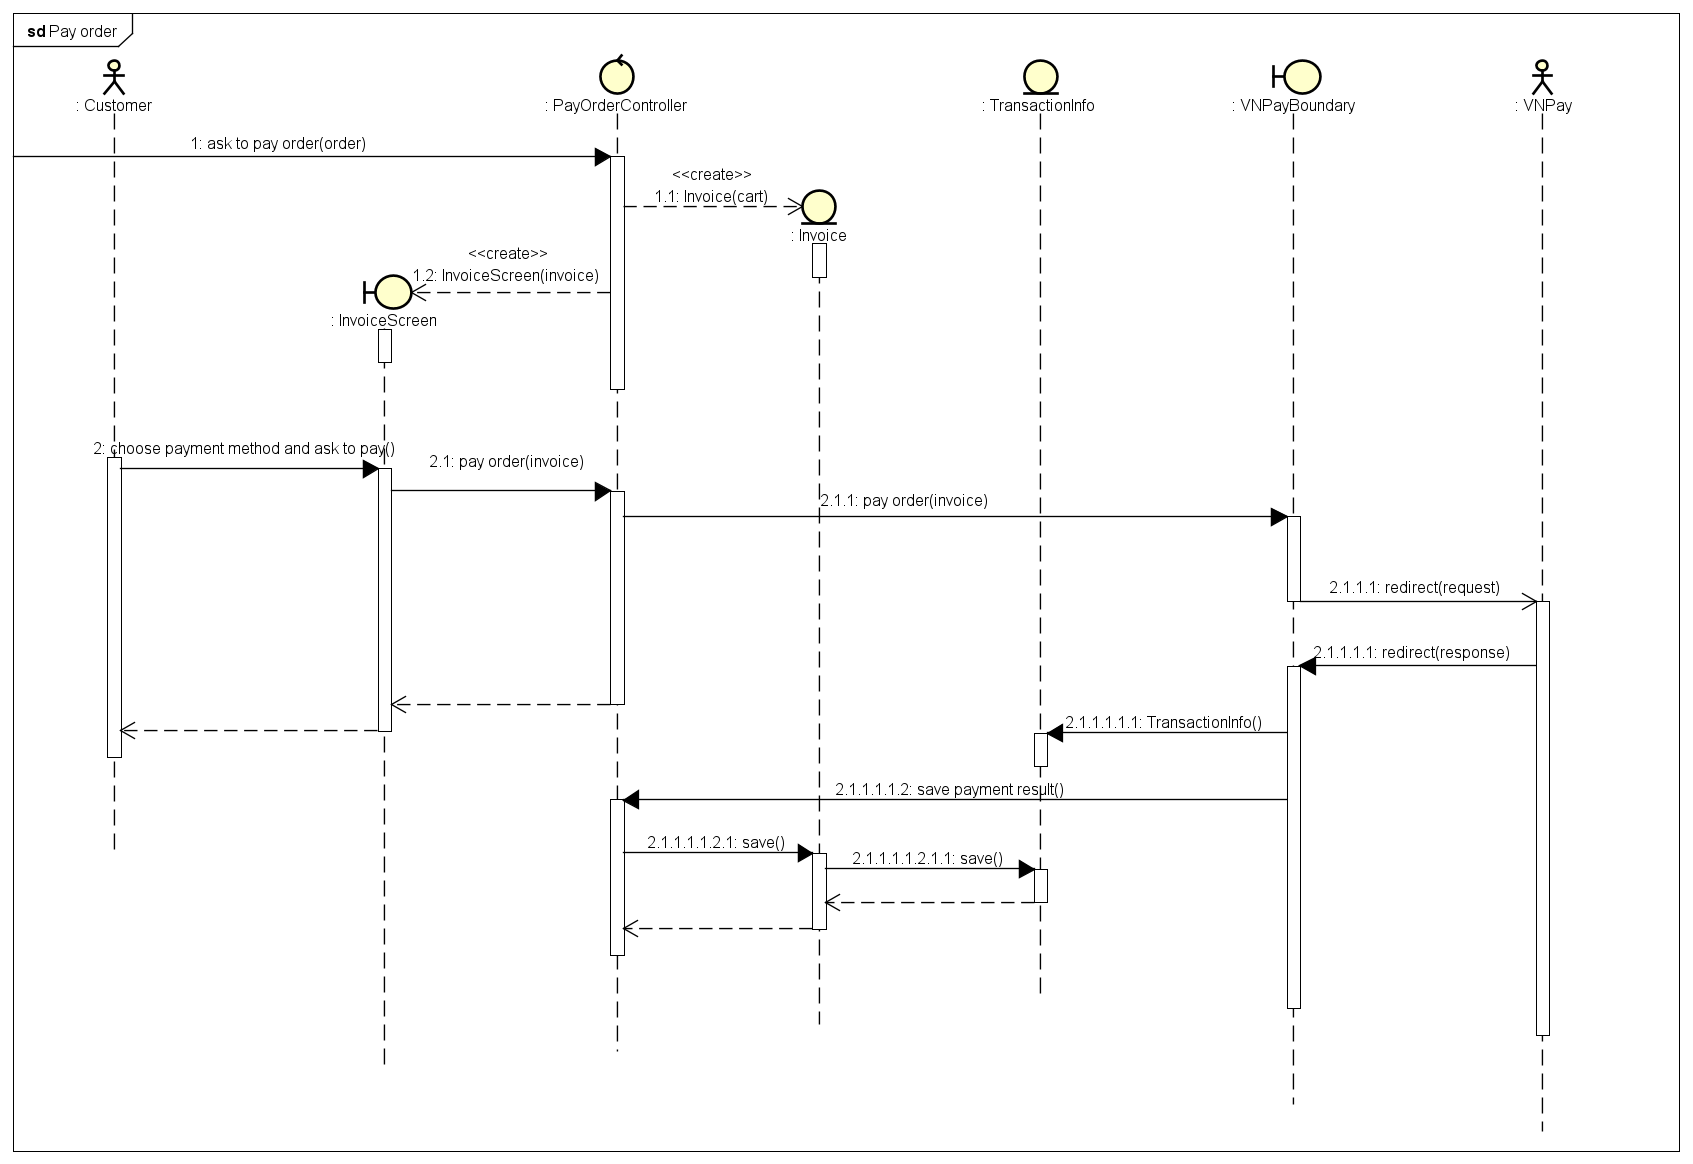 sd Pay order
: Customer
: PayOrderController
: TransactionInfo
: VNPayBoundary
: VNPay
1: ask to pay order(order)
<<create>>
1.1: Invoice(cart)
: Invoice
<<create>>
1.2: InvoiceScreen(invoice)
: InvoiceScreen
2: choose payment method and ask to pay()
2.1: pay order(invoice)
2.1.1: pay order(invoice)
2.1.1.1: redirect(request)
2.1.1.1.1: redirect(response)
2.1.1.1.1.1: TransactionInfo()
2.1.1.1.1.2: save payment result()
2.1.1.1.1.2.1: save()
2.1.1.1.1.2.1.1: save()